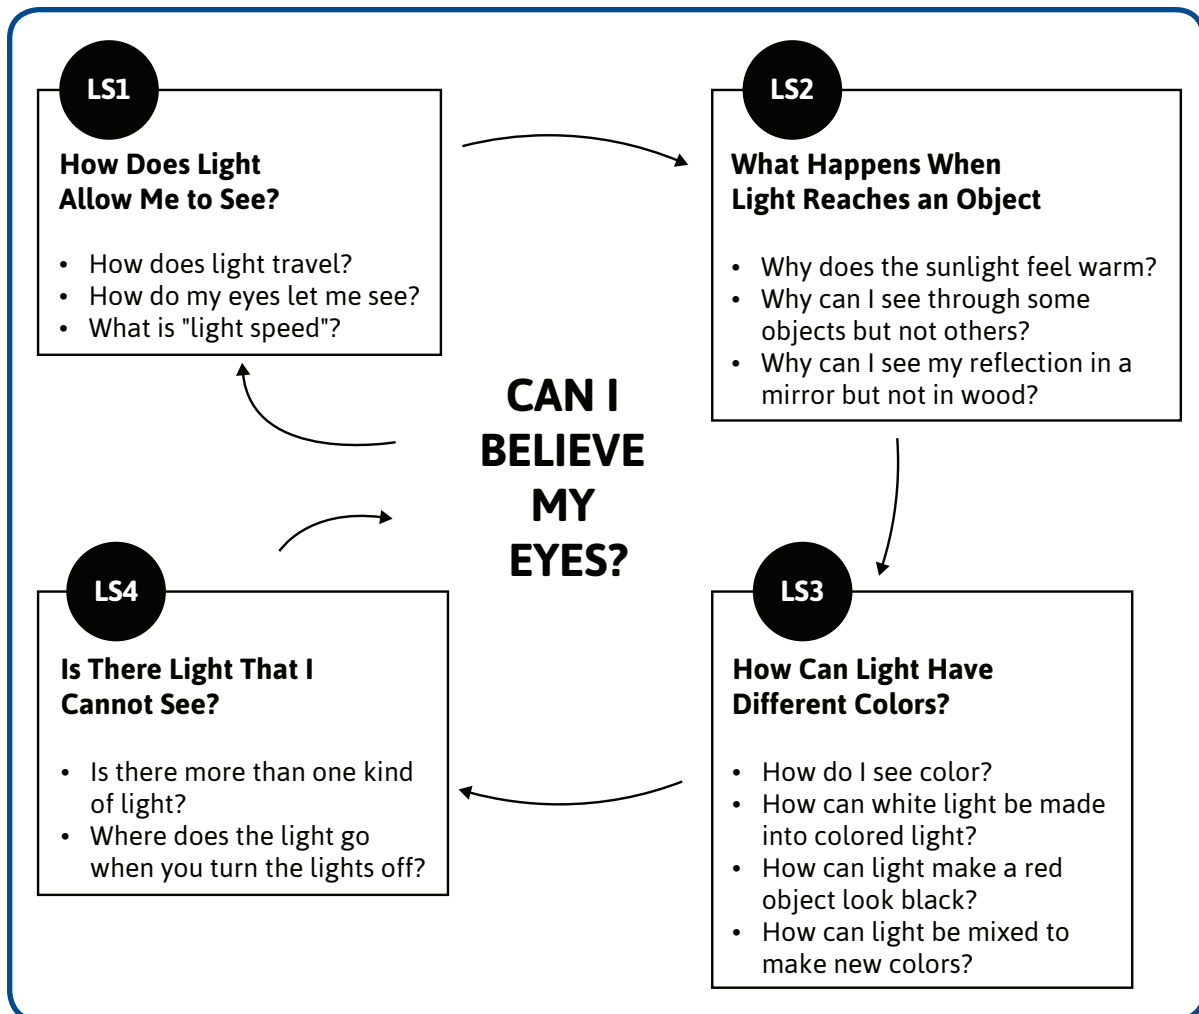 LS1
How Does Light
Allow Me to See?
• How does light travel?
• How do my eyes let me see?
• What is "light speed"?
LS2
What Happens When
Light Reaches an Object
• Why does the sunlight feel warm?
• Why can I see through some
objects but not others?
• Why can I see my reflection in a
mirror but not in wood?
CAN I
BELIEVE
MY
EYES?
LS3
How Can Light Have
Different Colors?
• How do I see color?
• How can white light be made
into colored light?
• How can light make a red
object look black?
• How can light be mixed to
make new colors?
LS4
Is There Light That I
Cannot See?
• Is there more than one kind
of light?
• Where does the light go
when you turn the lights off?